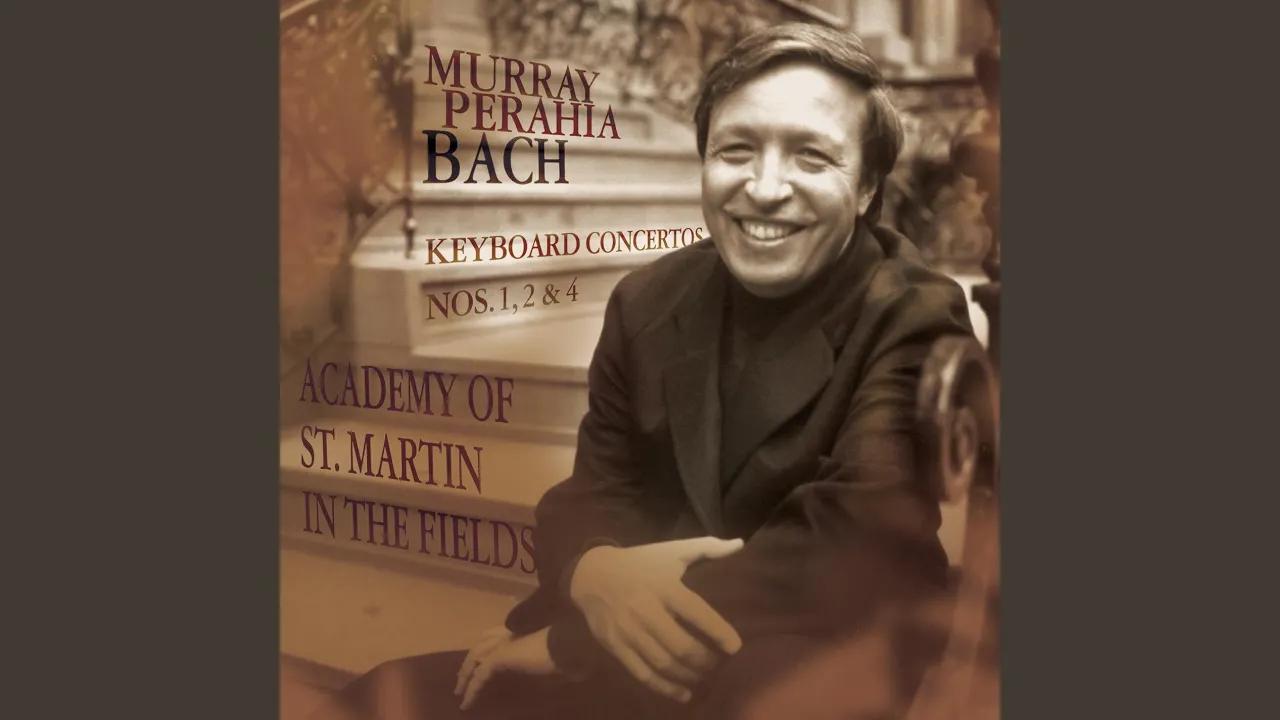 MURRAY
PERAHIA
BACH
KEYBOARD CONCERTOS
NOS. 1, 2 & 4
ACADEMY OF
ST. MARTIN
IN THE FIELDS